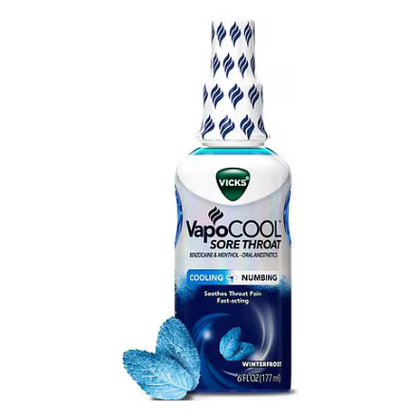 VICKS
VapoCOOL™
SORE THROAT
BENZOCAINE & MENTHOL - ORAL ANESTHETICS
COOLING + NUMBING
Soothes Throat Pain
Fast-acting
WINTERFROST
6 FL OZ (177 ml)